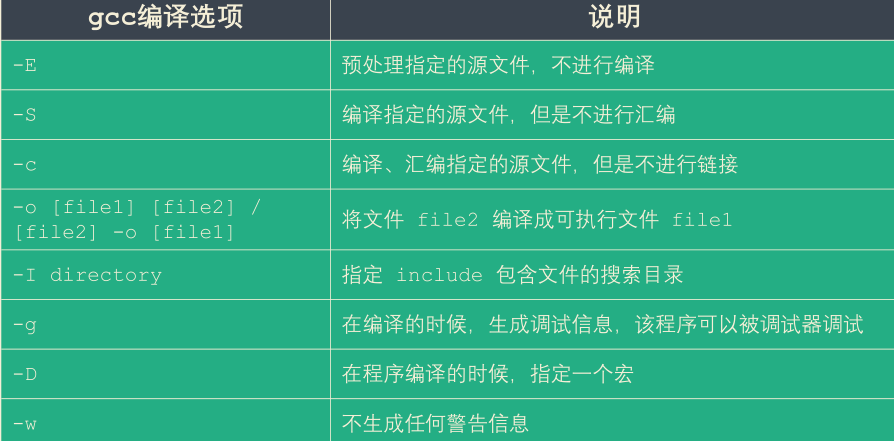 gcc编译选项 说明
-E 预处理指定的源文件，不进行编译
-S 编译指定的源文件，但是不进行汇编
-c 编译、汇编指定的源文件，但是不进行链接
-o [file1] [file2] /
[file2] -o [file1] 将文件 file2 编译成可执行文件 file1
-I directory 指定 include 包含文件的搜索目录
-g 在编译的时候，生成调试信息，该程序可以被调试器调试
-D 在程序编译的时候，指定一个宏
-w 不生成任何警告信息